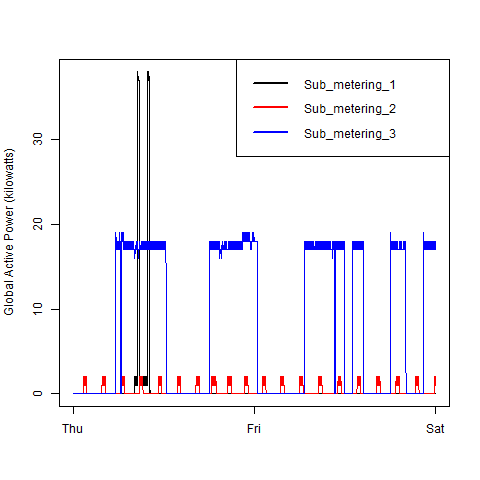 Sub_metering_1
Sub_metering_2
Sub_metering_3
Global Active Power (kilowatts)
30
20
10
0
Thu Fri Sat